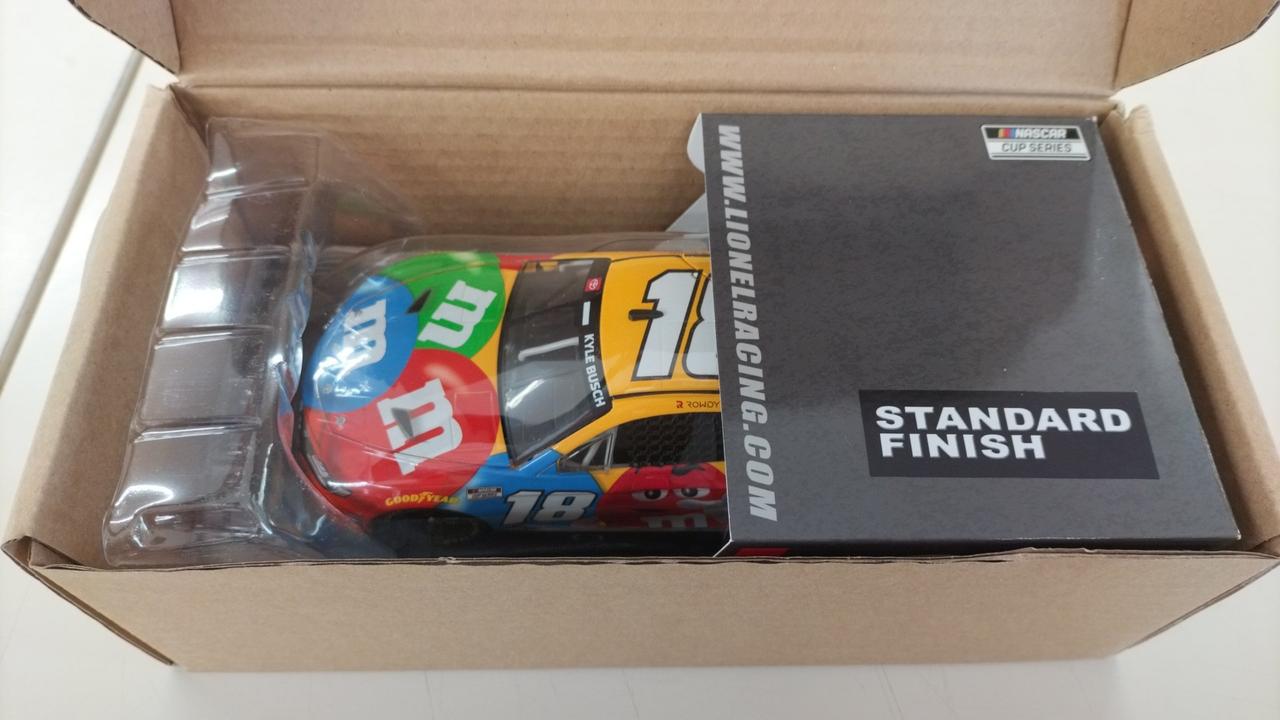 NASCAR
CUP SERIES
WWW.LIONELRACING.COM
STANDARD
FINISH
m
m
m
KYLE BUSCH
18
ROWDY
GOODYEAR
18
m